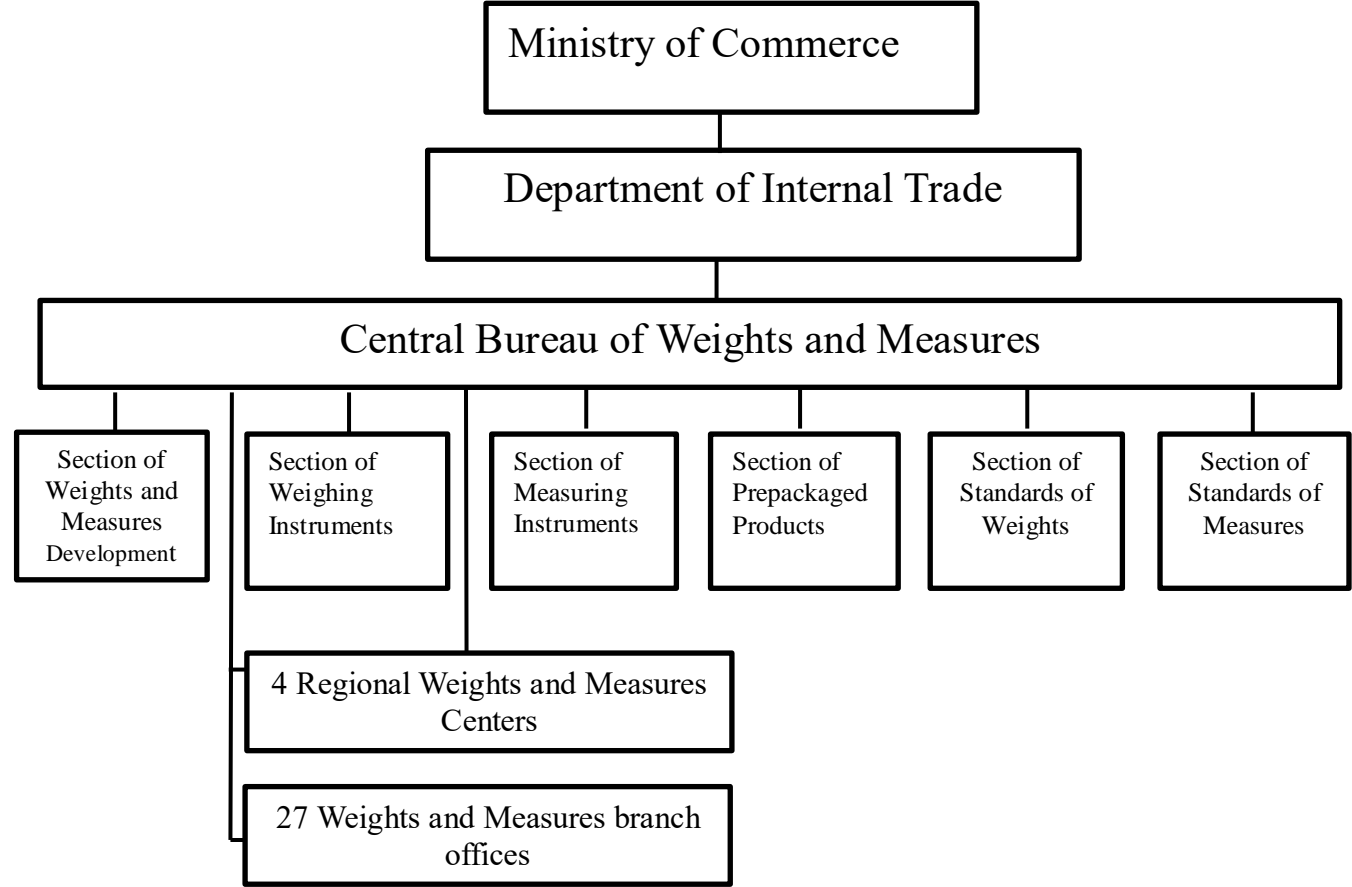 Ministry of Commerce
Department of Internal Trade
Central Bureau of Weights and Measures
Section of
Weights and
Measures
Development
Section of
Weighing
Instruments
Section of
Measuring
Instruments
Section of
Prepackaged
Products
Section of
Standards of
Weights
Section of
Standards of
Measures
4 Regional Weights and Measures
Centers
27 Weights and Measures branch
offices